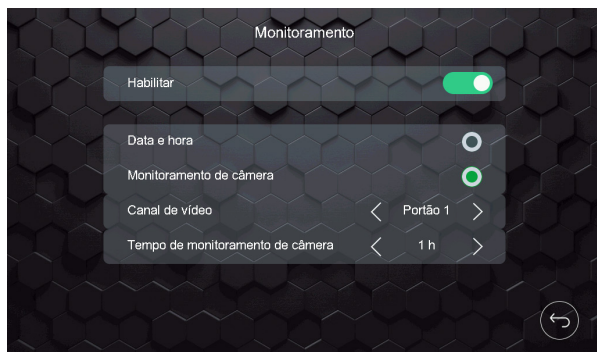 Monitoramento
Habilitar
Data e hora
Monitoramento de câmera
Canal de vídeo Portão 1
Tempo de monitoramento de câmera 1 h